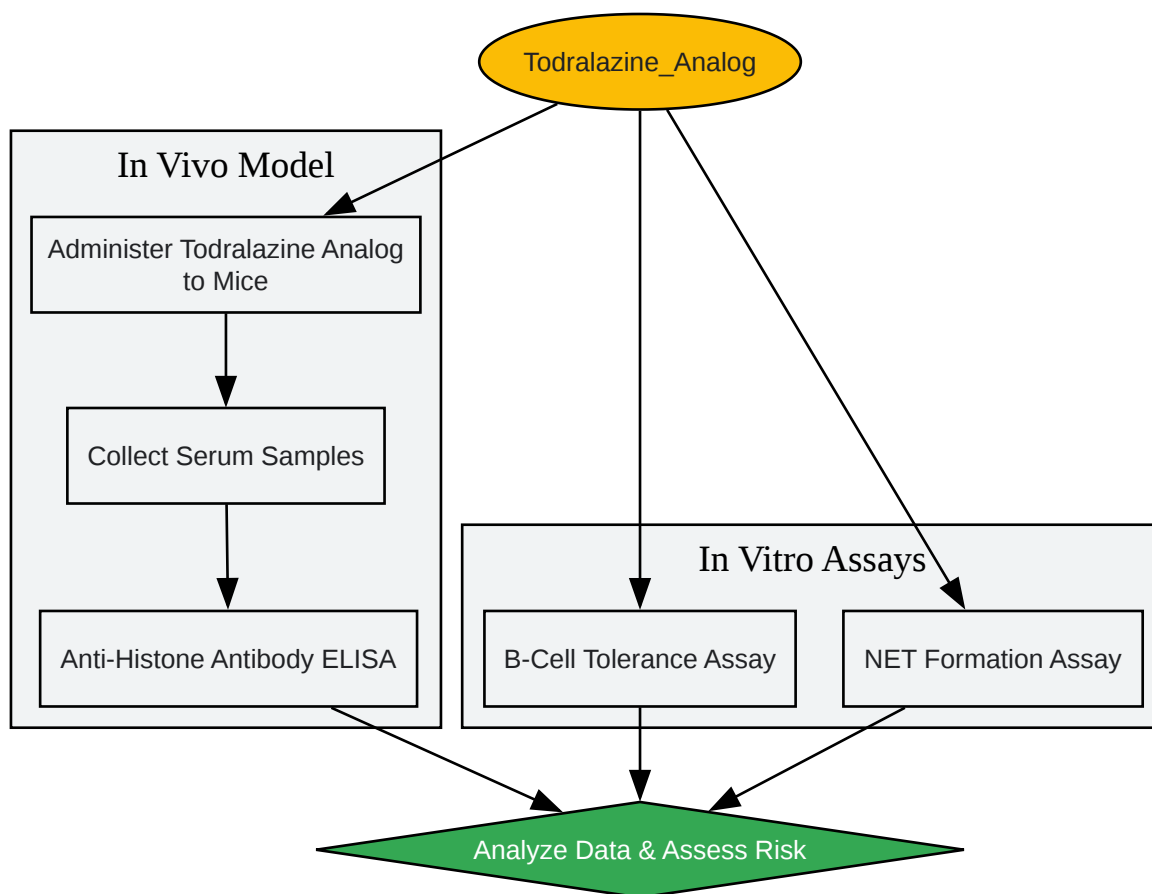 Todralazine_Analog
In Vivo Model
Administer Todralazine Analog
to Mice
Collect Serum Samples
Anti-Histone Antibody ELISA
In Vitro Assays
B-Cell Tolerance Assay
NET Formation Assay
Analyze Data & Assess Risk